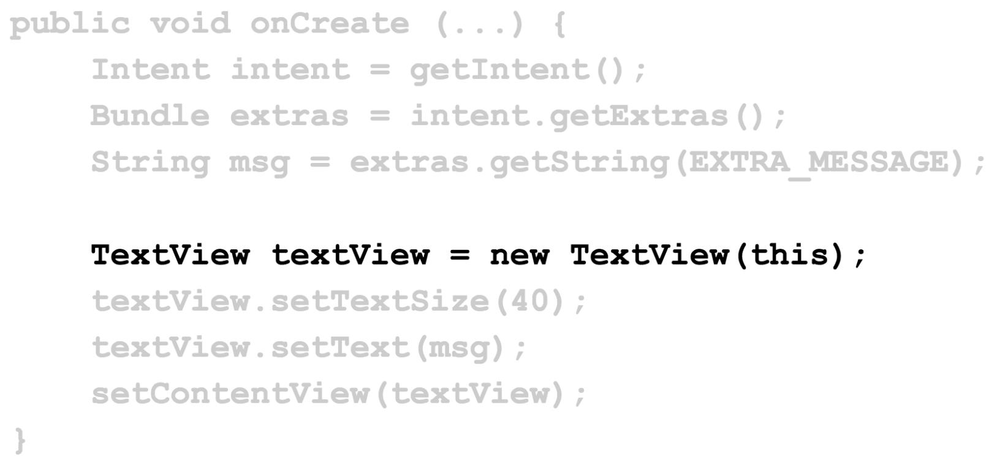 public void onCreate (...) {
Intent intent = getIntent();
Bundle extras = intent.getExtras();
String msg = extras.getString(EXTRA_MESSAGE);
TextView textView = new TextView(this);
textView.setTextSize(40);
textView.setText(msg);
setContentView(textView);
}